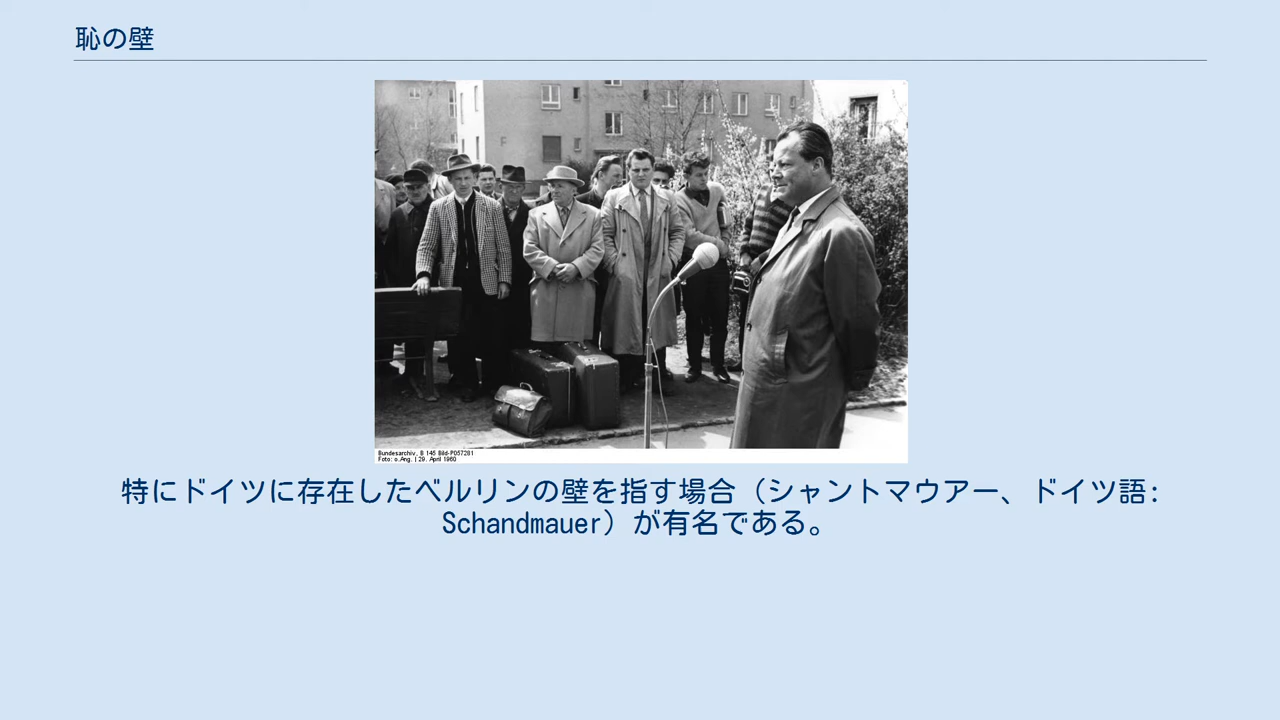 恥の壁
Bundesarchiv, B 145 Bild-P057281
Foto: o.Ang. | 29. April 1960
特にドイツに存在したベルリンの壁を指す場合（シャントマウアー、ドイツ語:
Schandmauer）が有名である。